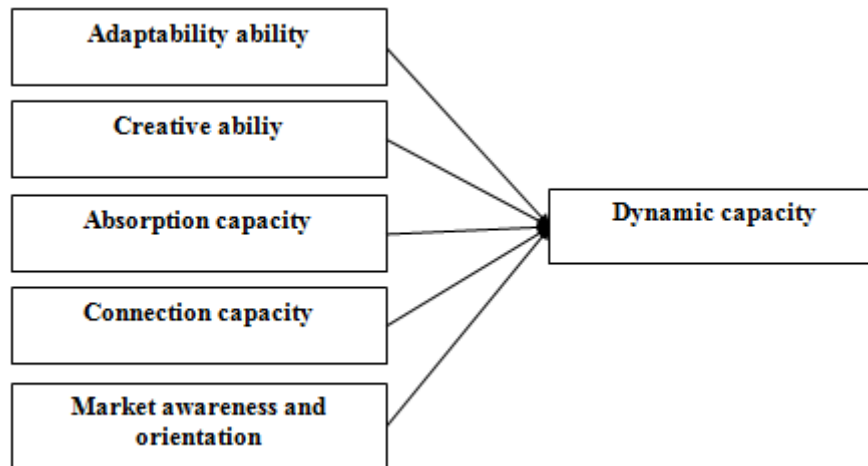 Adaptability ability
Creative abiliy
Absorption capacity
Dynamic capacity
Connection capacity
Market awareness and
orientation